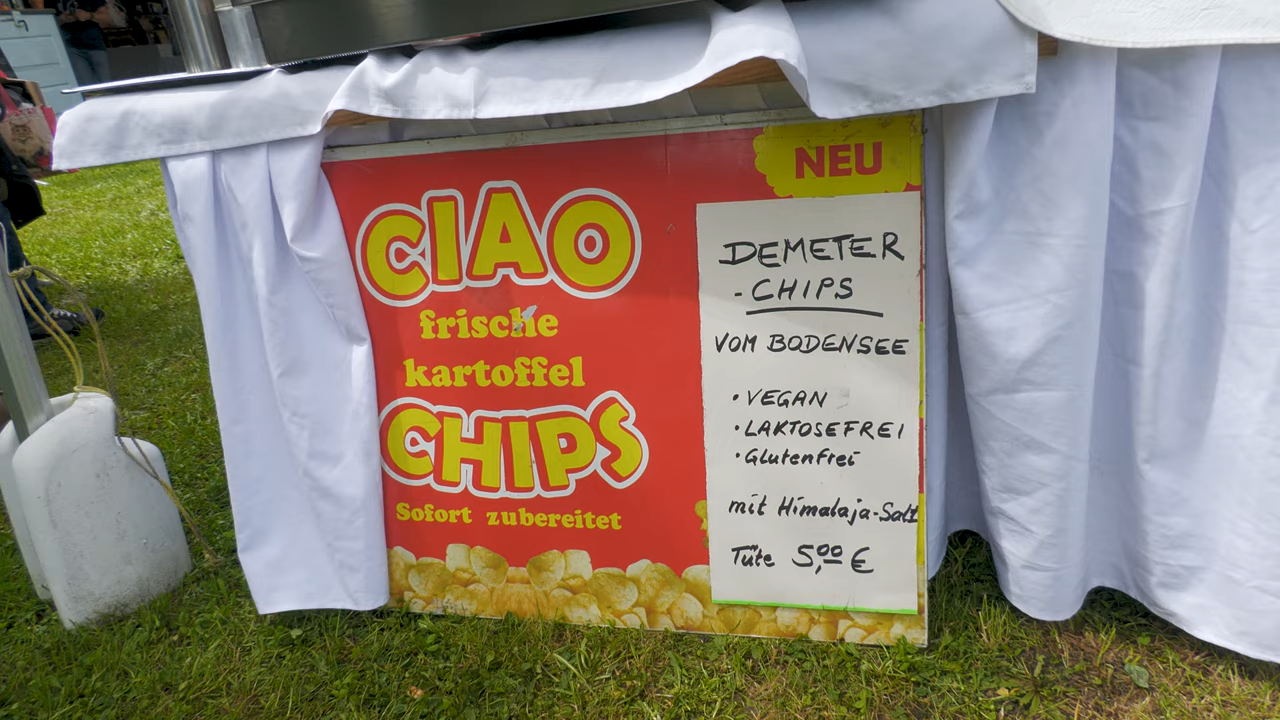 CIAO
frische
kartoffel
CHIPS
Sofort zubereitet
NEU
DEMETER
-CHIPS
VOM BODENSEE
• VEGAN
• LAKTOSEFREI
• Glutenfrei
mit Himalaja-Salz
Tüte 5,00 €